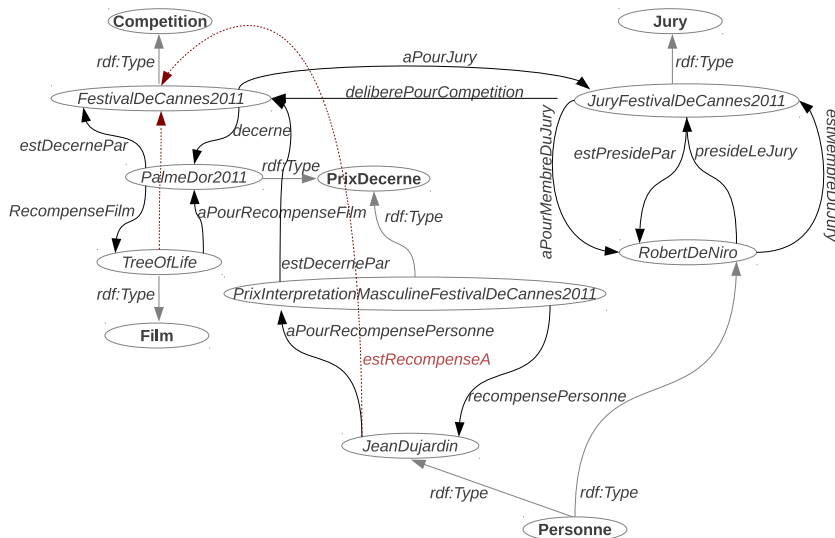 Competition
Jury
rdf:Type
aPourJury
rdf:Type
FestivalDeCannes2011
deliberePourCompetition
JuryFestivalDeCannes2011
estDecernePar
decerne
estPresidePar
presideLeJury
estMembreDuJury
aPourMembreDuJury
rdf:Type
PalmeDor2011
PrixDecerne
RecompenseFilm
aPourRecompenseFilm
rdf:Type
TreeOfLife
RobertDeNiro
rdf:Type
estDecernePar
PrixInterpretationMasculineFestivalDeCannes2011
Film
aPourRecompensePersonne
estRecompenseA
recompensePersonne
JeanDujardin
rdf:Type
rdf:Type
Personne